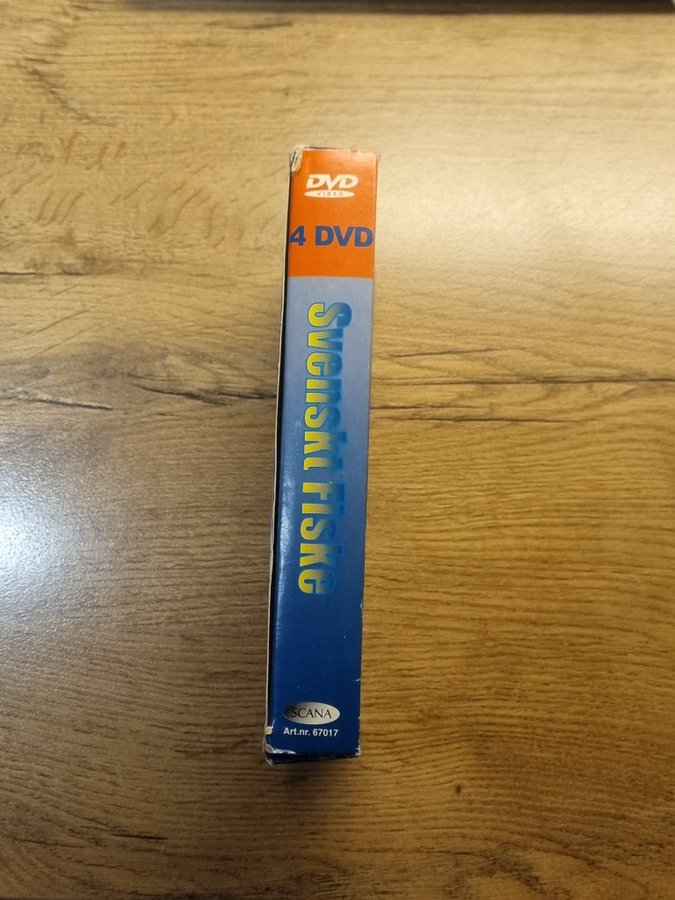 DVD
VIDEO
4 DVD
Svenskt Fiske
SCANA
Art.nr. 67017